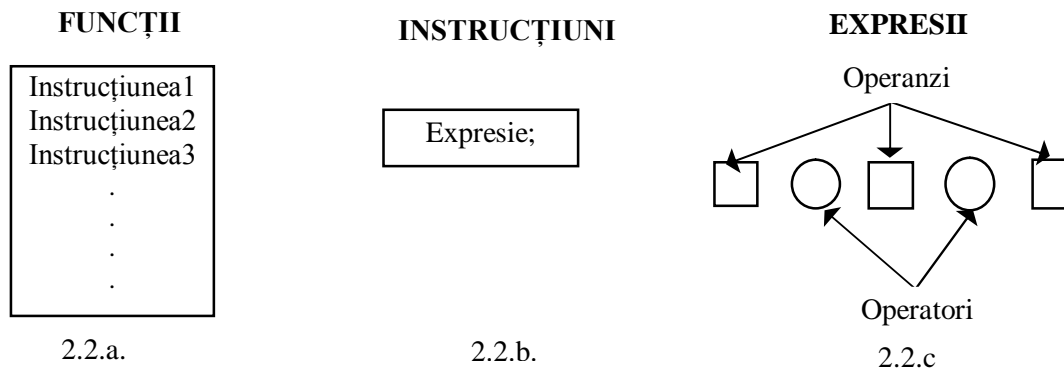 FUNCȚII
Instrucțiunea1
Instrucțiunea2
Instrucțiunea3
.
.
.
.
2.2.a.
INSTRUCȚIUNI
Expresie;
2.2.b.
EXPRESII
Operanzi
Operatori
2.2.c